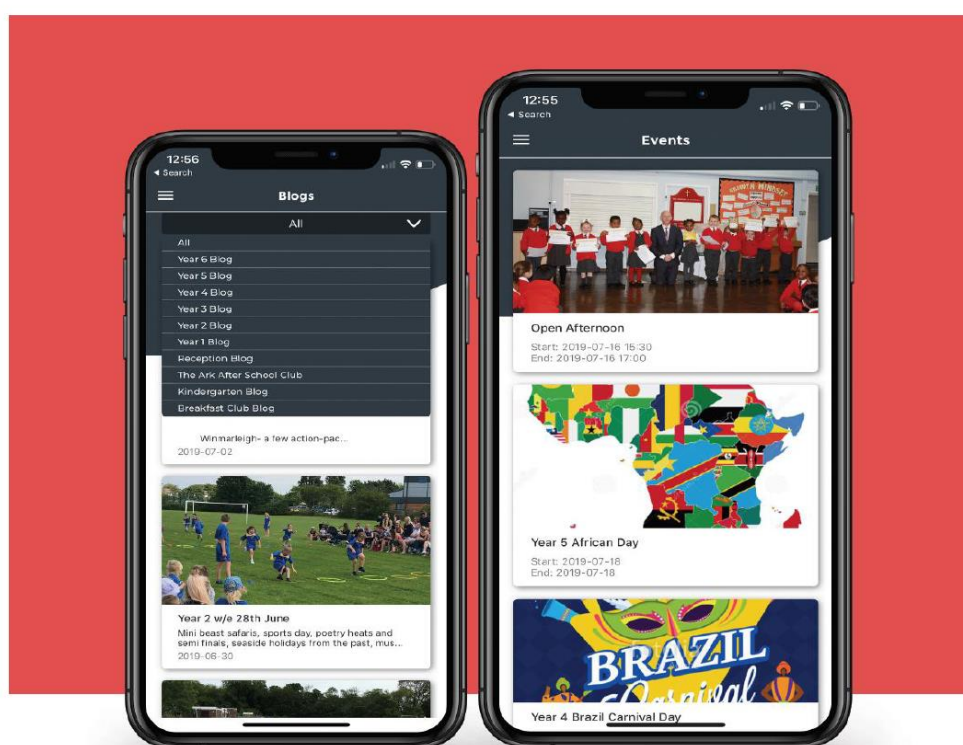 12:56
◄ Search
Blogs
All
All
Year 6 Blog
Year 5 Blog
Year 4 Blog
Year 3 Blog
Year 2 Blog
Year 1 Blog
Reception Blog
The Ark After School Club
Kindergarten Blog
Breakfast Club Blog
Winmarleigh- a few action-pac...
2019-07-02
Year 2 w/e 28th June
Mini beast safaris, sports day, poetry heats and
semi finals, seaside holidays from the past, mus...
2019-06-30
12:55
◄ Search
Events
GROWTH MINDSET
Open Afternoon
Start: 2019-07-16 15:30
End: 2019-07-16 17:00
Year 5 African Day
Start: 2019-07-18
End: 2019-07-18
BRAZIL
Carnival
Year 4 Brazil Carnival Day